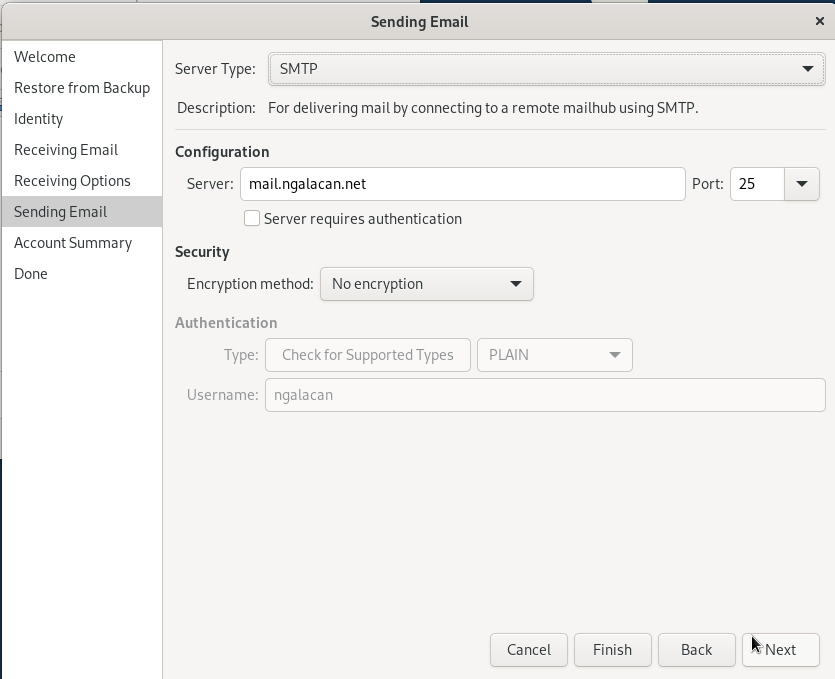 Sending Email
×
Welcome
Restore from Backup
Identity
Receiving Email
Receiving Options
Sending Email
Account Summary
Done
Server Type: SMTP
Description: For delivering mail by connecting to a remote mailhub using SMTP.
Configuration
Server: mail.ngalacan.net Port: 25
Server requires authentication
Security
Encryption method: No encryption
Authentication
Type: Check for Supported Types PLAIN
Username: ngalacan
Cancel Finish Back Next